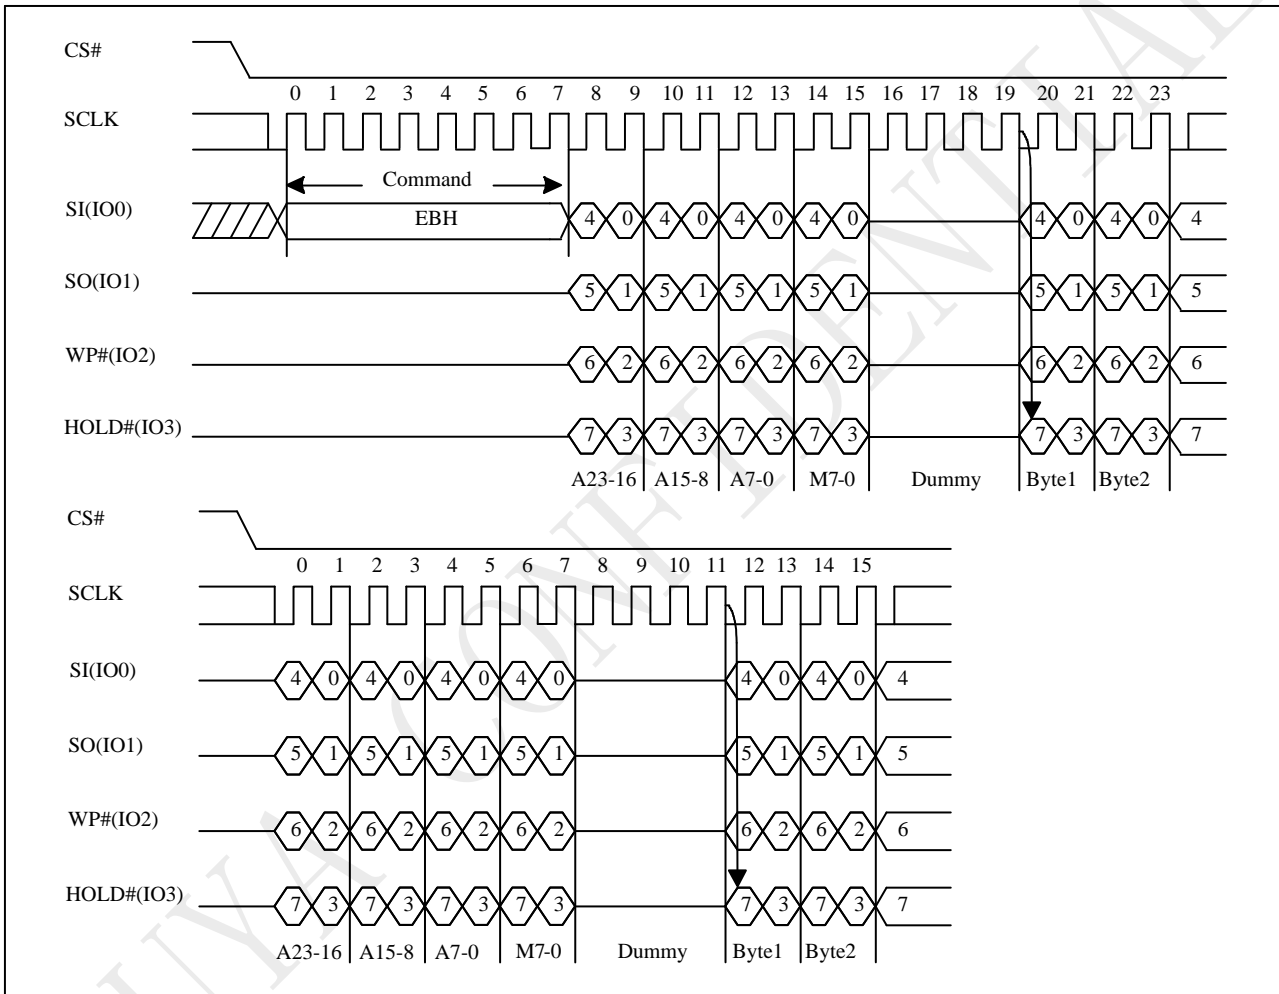 CS#
0 1 2 3 4 5 6 7 8 9 10 11 12 13 14 15 16 17 18 19 20 21 22 23
SCLK
Command
SI(IO0) EBH 4 0 4 0 4 0 4 0 4 0 4 0 4
SO(IO1) 5 1 5 1 5 1 5 1 5 1 5 1 5
WP#(IO2) 6 2 6 2 6 2 6 2 6 2 6 2 6
HOLD#(IO3) 7 3 7 3 7 3 7 3 7 3 7 3 7
A23-16 A15-8 A7-0 M7-0 Dummy Byte1 Byte2
CS#
0 1 2 3 4 5 6 7 8 9 10 11 12 13 14 15
SCLK
SI(IO0) 4 0 4 0 4 0 4 0 4 0 4 0 4
SO(IO1) 5 1 5 1 5 1 5 1 5 1 5 1 5
WP#(IO2) 6 2 6 2 6 2 6 2 6 2 6 2 6
HOLD#(IO3) 7 3 7 3 7 3 7 3 7 3 7 3 7
A23-16 A15-8 A7-0 M7-0 Dummy Byte1 Byte2
UYA CONFIDENTIAL